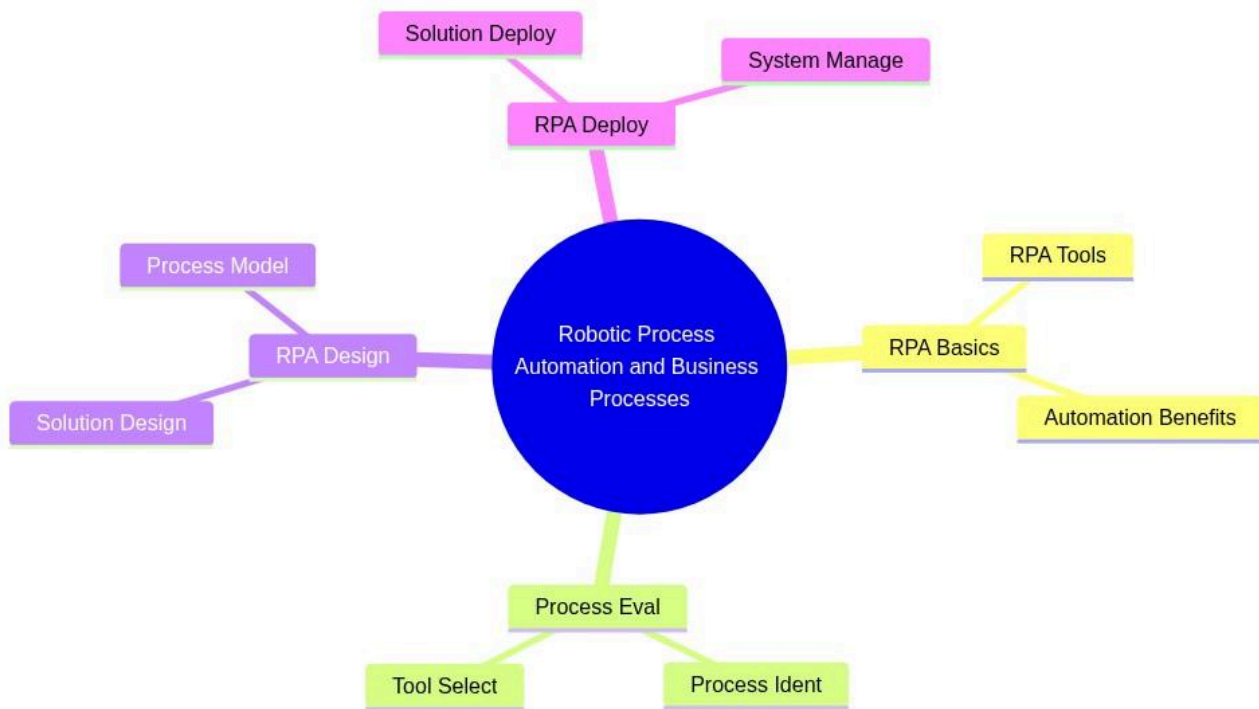 Solution Deploy
System Manage
RPA Deploy
Process Model
RPA Design
Solution Design
Robotic Process
Automation and Business
Processes
RPA Tools
RPA Basics
Automation Benefits
Process Eval
Tool Select
Process Ident